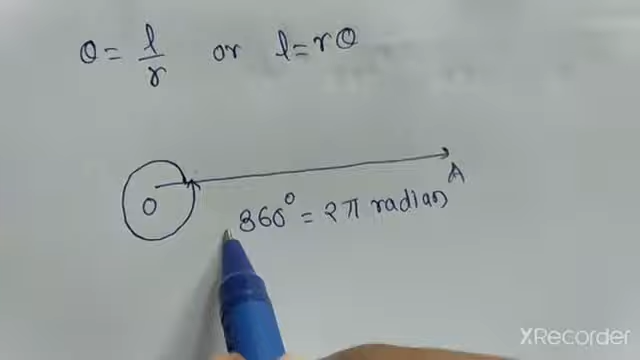 θ = l/r or l = rθ
O
A
360° = 2π radian
XRecorder